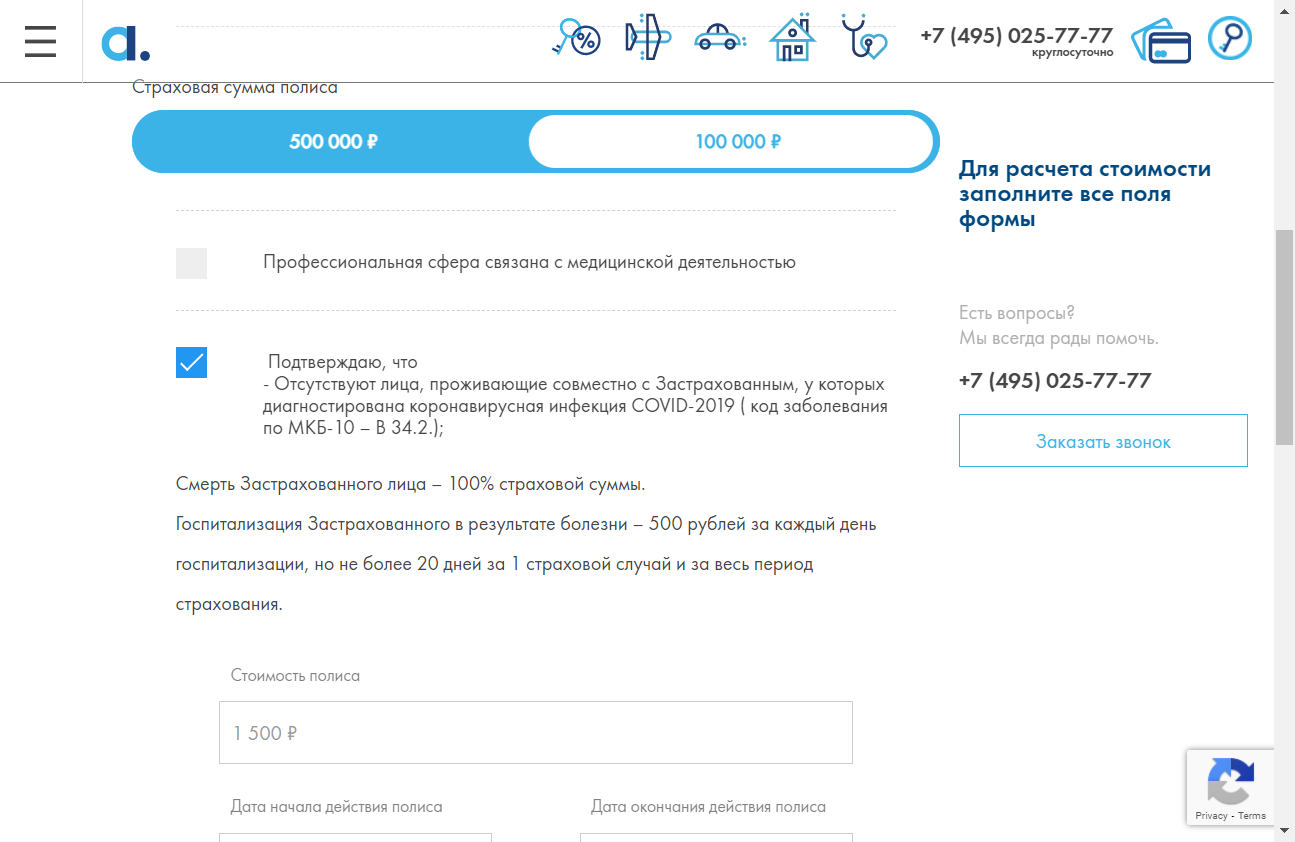 a.
+7 (495) 025-77-77
круглосуточно
Страховая сумма полиса
500 000 ₽
100 000 ₽
Для расчета стоимости
заполните все поля
формы
Профессиональная сфера связана с медицинской деятельностью
Есть вопросы?
Мы всегда рады помочь.
+7 (495) 025-77-77
Заказать звонок
Подтверждаю, что
- Отсутствуют лица, проживающие совместно с Застрахованным, у которых
диагностирована коронавирусная инфекция COVID-2019 ( код заболевания
по МКБ-10 – В 34.2.);
Смерть Застрахованного лица – 100% страховой суммы.
Госпитализация Застрахованного в результате болезни – 500 рублей за каждый день
госпитализации, но не более 20 дней за 1 страховой случай и за весь период
страхования.
Стоимость полиса
1 500 ₽
Дата начала действия полиса
Дата окончания действия полиса
Privacy - Terms